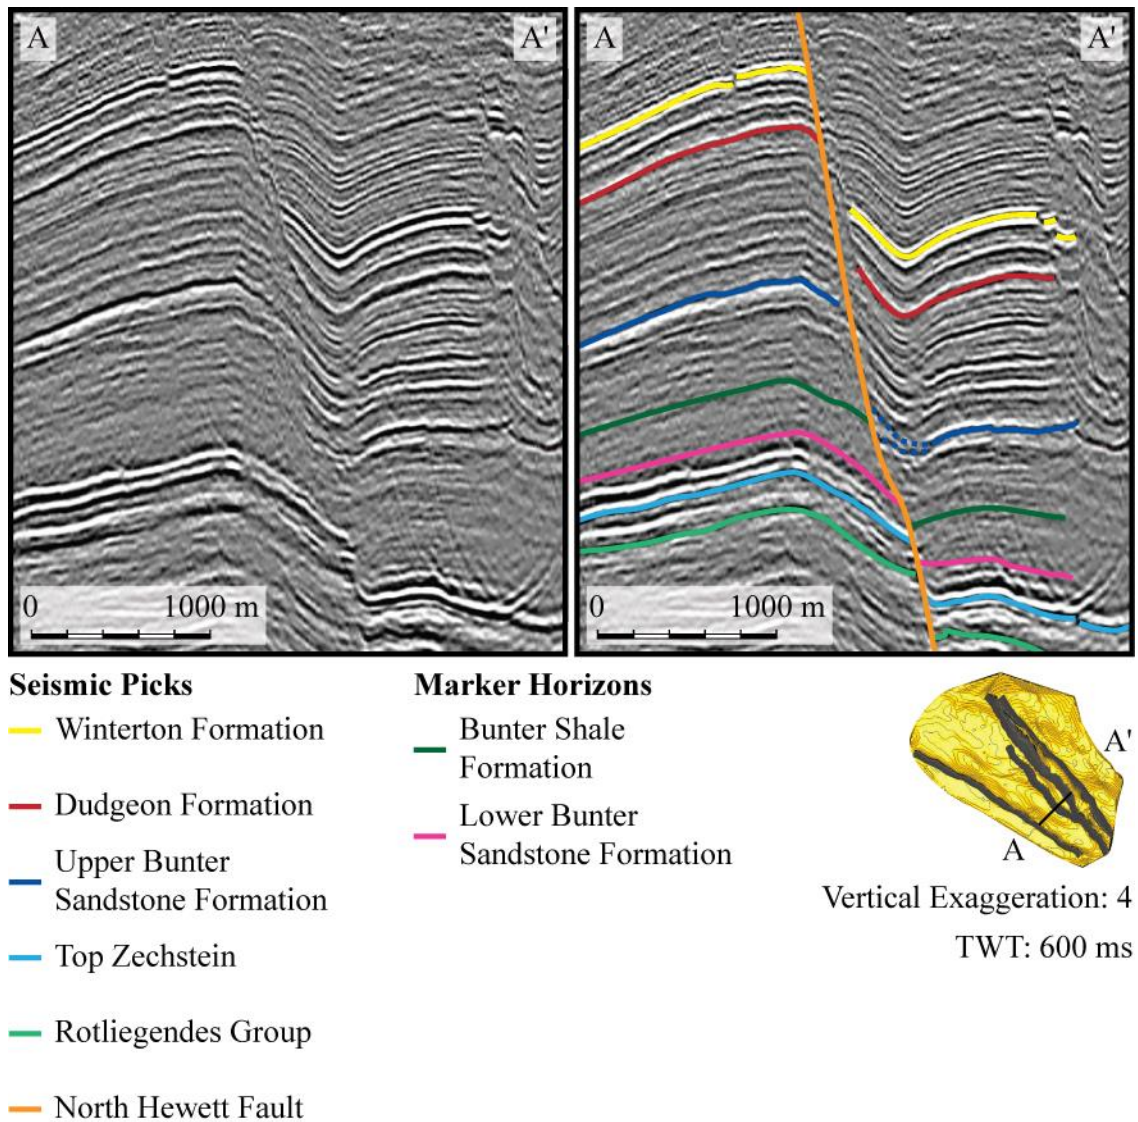 A A'
A A'
0 1000 m
0 1000 m
Seismic Picks
Winterton Formation
Dudgeon Formation
Upper Bunter
Sandstone Formation
Top Zechstein
Rotliegendes Group
North Hewett Fault
Marker Horizons
Bunter Shale
Formation
Lower Bunter
Sandstone Formation
A'
A
Vertical Exaggeration: 4
TWT: 600 ms